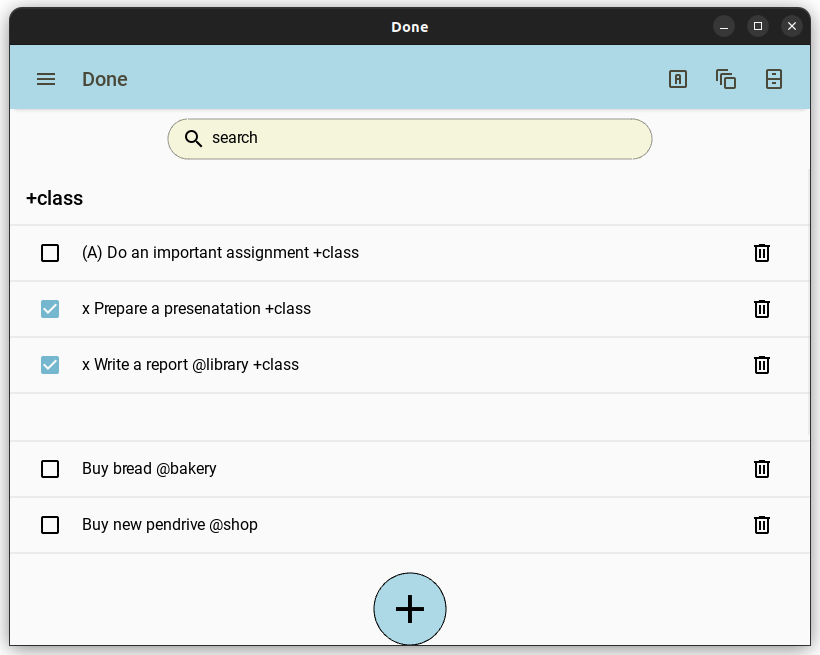 Done
Done
search
+class
(A) Do an important assignment +class
x Prepare a presenatation +class
x Write a report @library +class
Buy bread @bakery
Buy new pendrive @shop